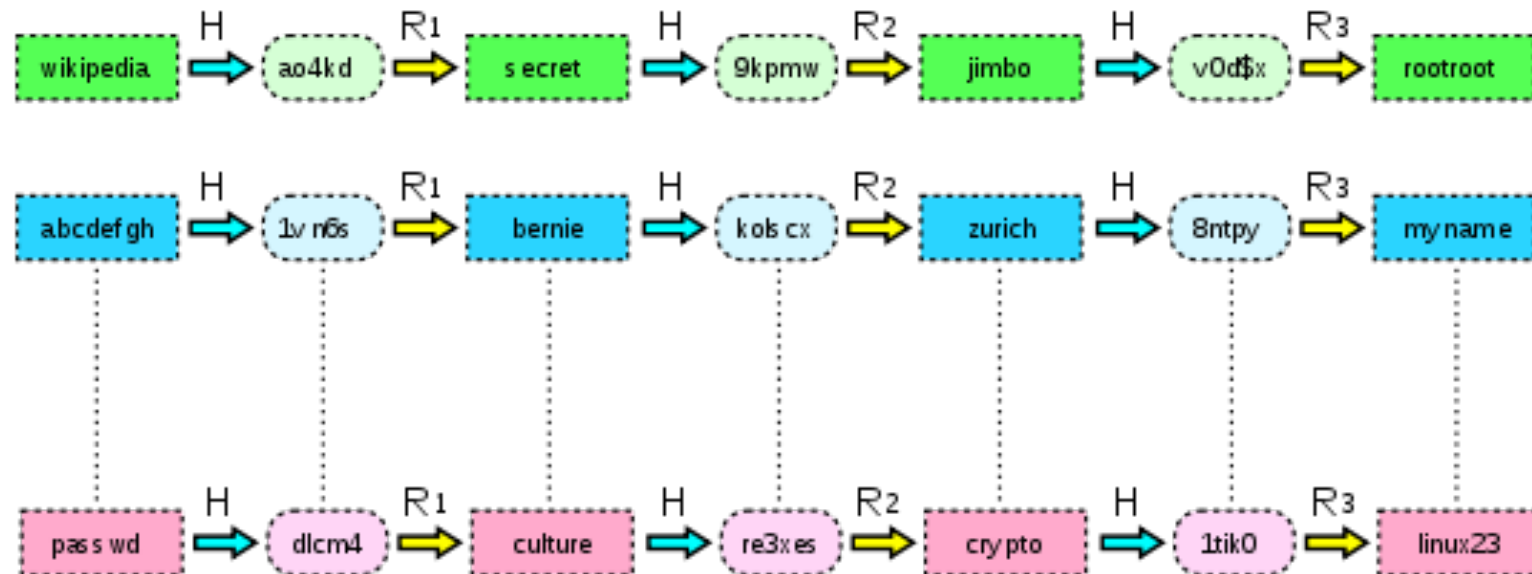 H R1 H R2 H R3
wikipedia ao4kd secret 9kpmw jimbo v0d$x rootroot
H R1 H R2 H R3
abcdefgh 1vn6s bernie kolscx zurich 8ntpy myname
H R1 H R2 H R3
passwd dlcm4 culture re3xes crypto 1tik0 linux23